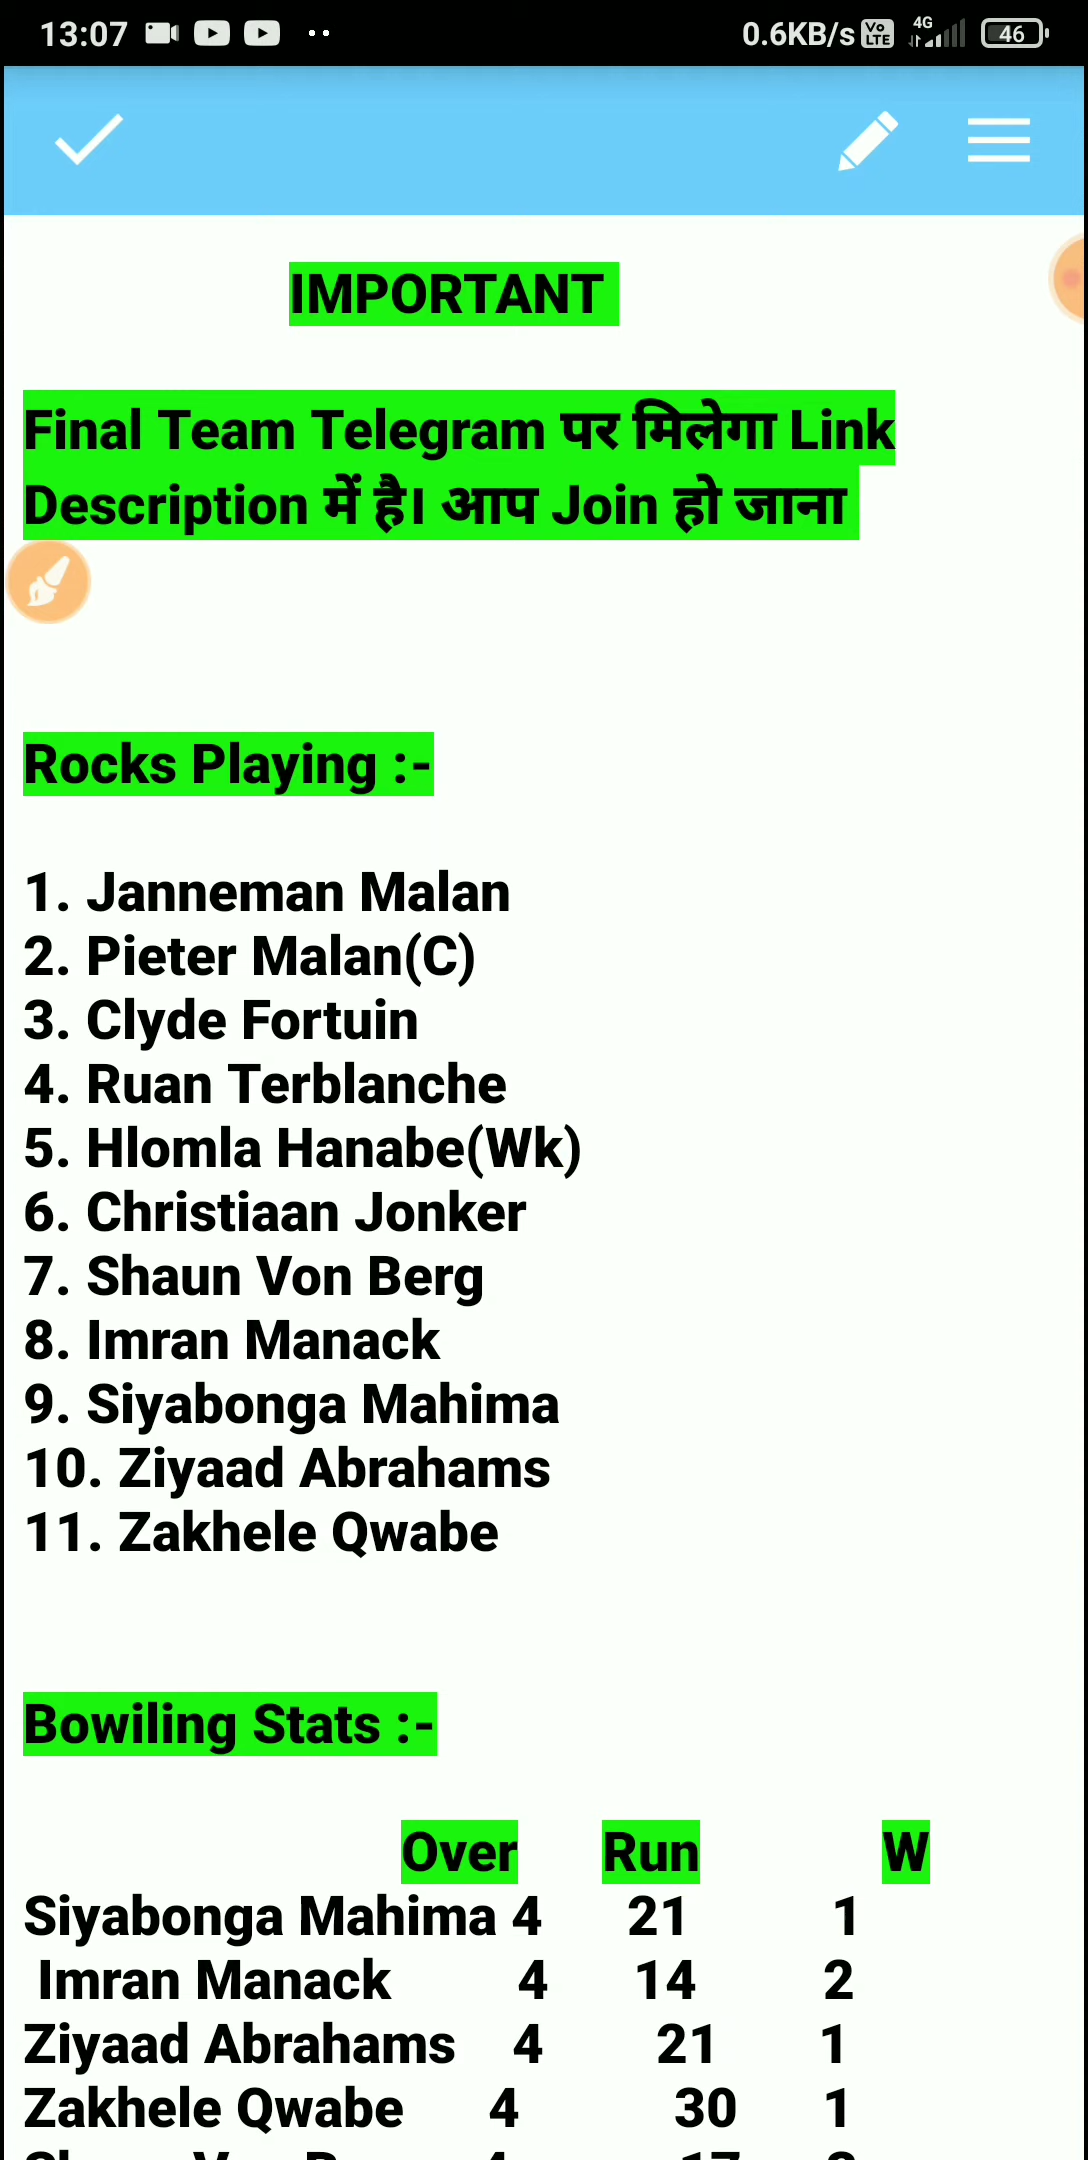 13:07 0.6KB/s Vo LTE 4G 46
IMPORTANT
Final Team Telegram पर मिलेगा Link
Description में है। आप Join हो जाना
Rocks Playing :-
1. Janneman Malan
2. Pieter Malan(C)
3. Clyde Fortuin
4. Ruan Terblanche
5. Hlomla Hanabe(Wk)
6. Christiaan Jonker
7. Shaun Von Berg
8. Imran Manack
9. Siyabonga Mahima
10. Ziyaad Abrahams
11. Zakhele Qwabe
Bowiling Stats :-
Over Run W
Siyabonga Mahima 4 21 1
Imran Manack 4 14 2
Ziyaad Abrahams 4 21 1
Zakhele Qwabe 4 30 1